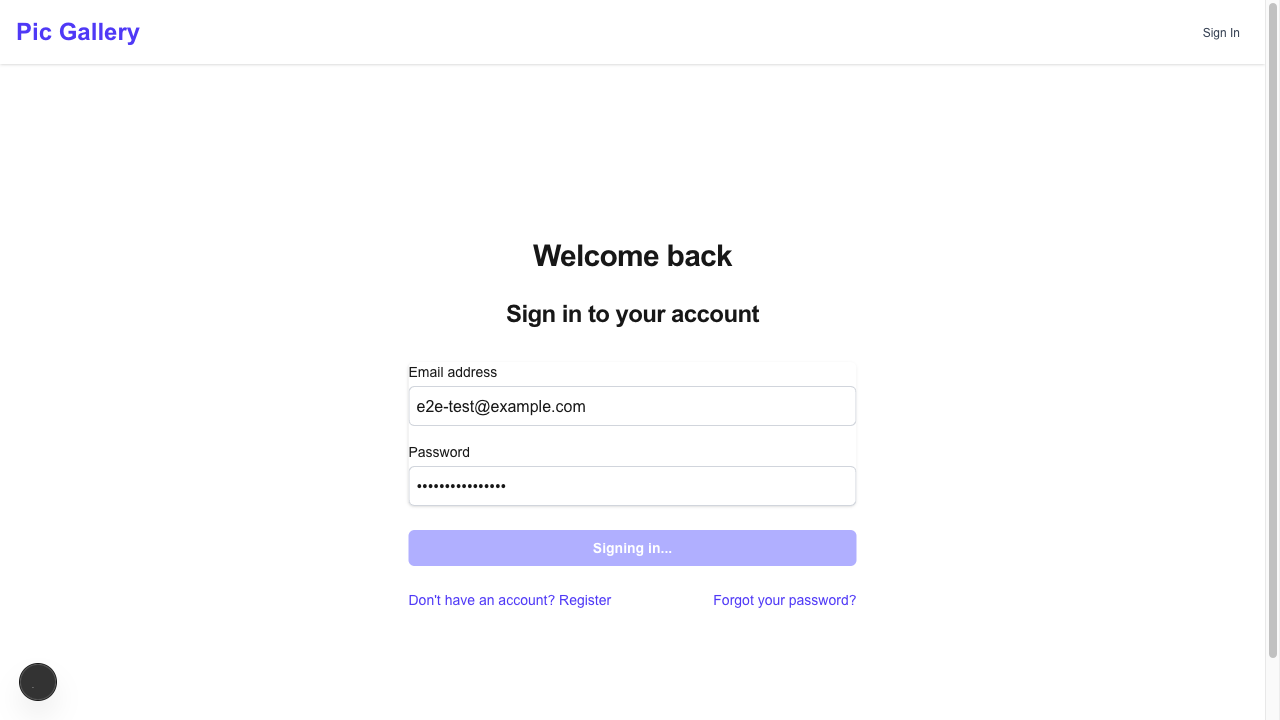 Pic Gallery
Sign In
Welcome back
Sign in to your account
Email address
e2e-test@example.com
Password
••••••••••••••••
Signing in...
Don't have an account? Register
Forgot your password?